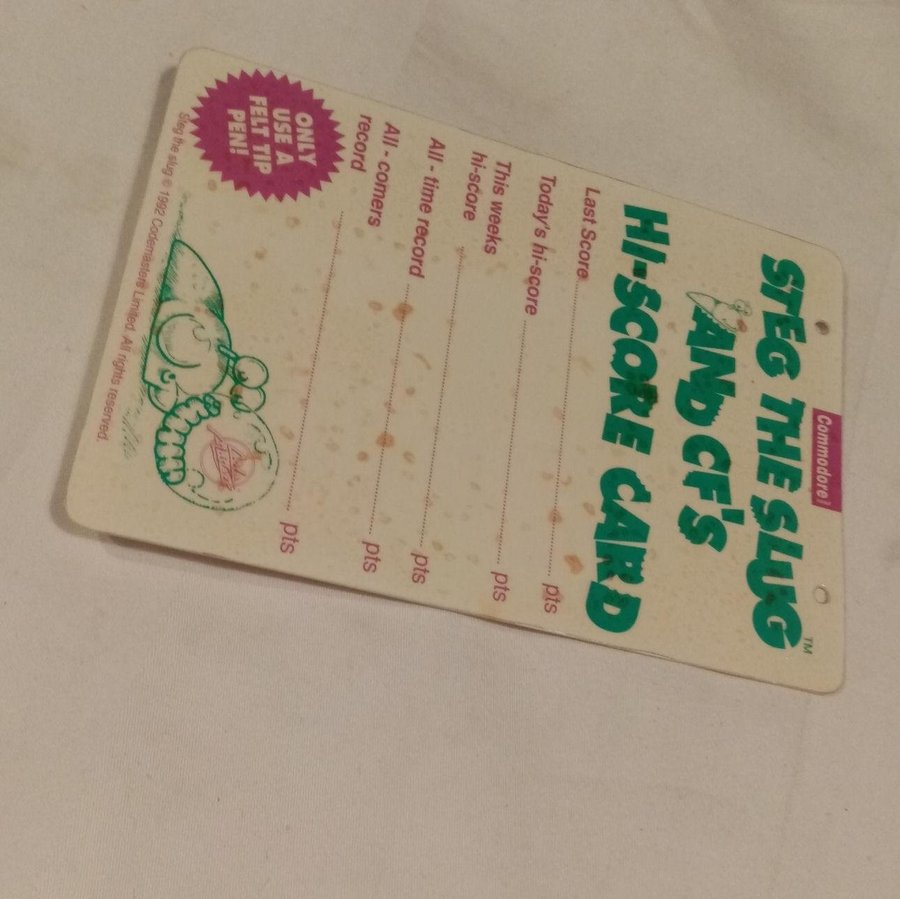 Commodore
STEG THE SLUG™
AND CF'S
HI-SCORE CARD
Last Score pts
Today's hi-score pts
This weeks
hi-score pts
All - time record pts
All - comers
record pts
ONLY
USE A
FELT TIP
PEN!
Steg the slug © 1992 Codemasters Limited. All rights reserved.